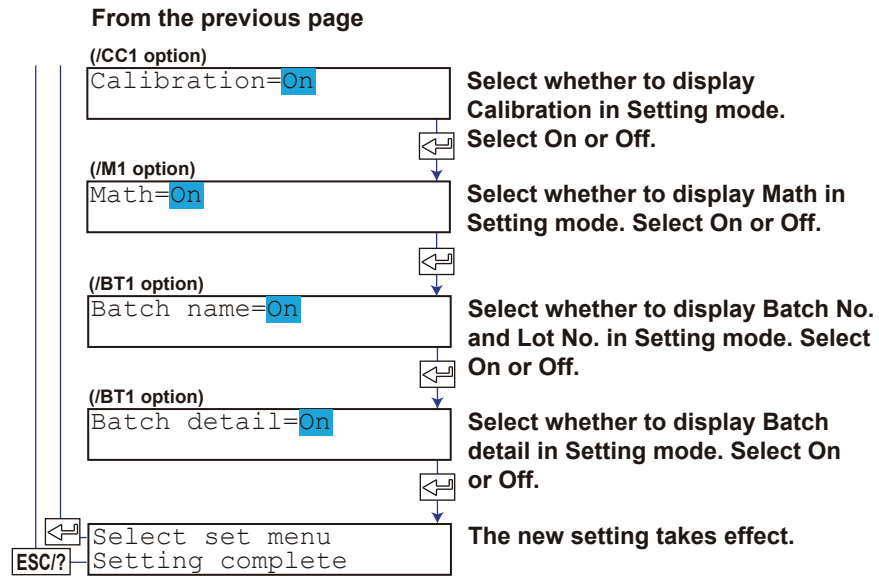 From the previous page
(/CC1 option)
Calibration=On
Select whether to display
Calibration in Setting mode.
Select On or Off.
(/M1 option)
Math=On
Select whether to display Math in
Setting mode. Select On or Off.
(/BT1 option)
Batch name=On
Select whether to display Batch No.
and Lot No. in Setting mode. Select
On or Off.
(/BT1 option)
Batch detail=On
Select whether to display Batch
detail in Setting mode. Select On
or Off.
Select set menu
The new setting takes effect.
ESC/?
Setting complete